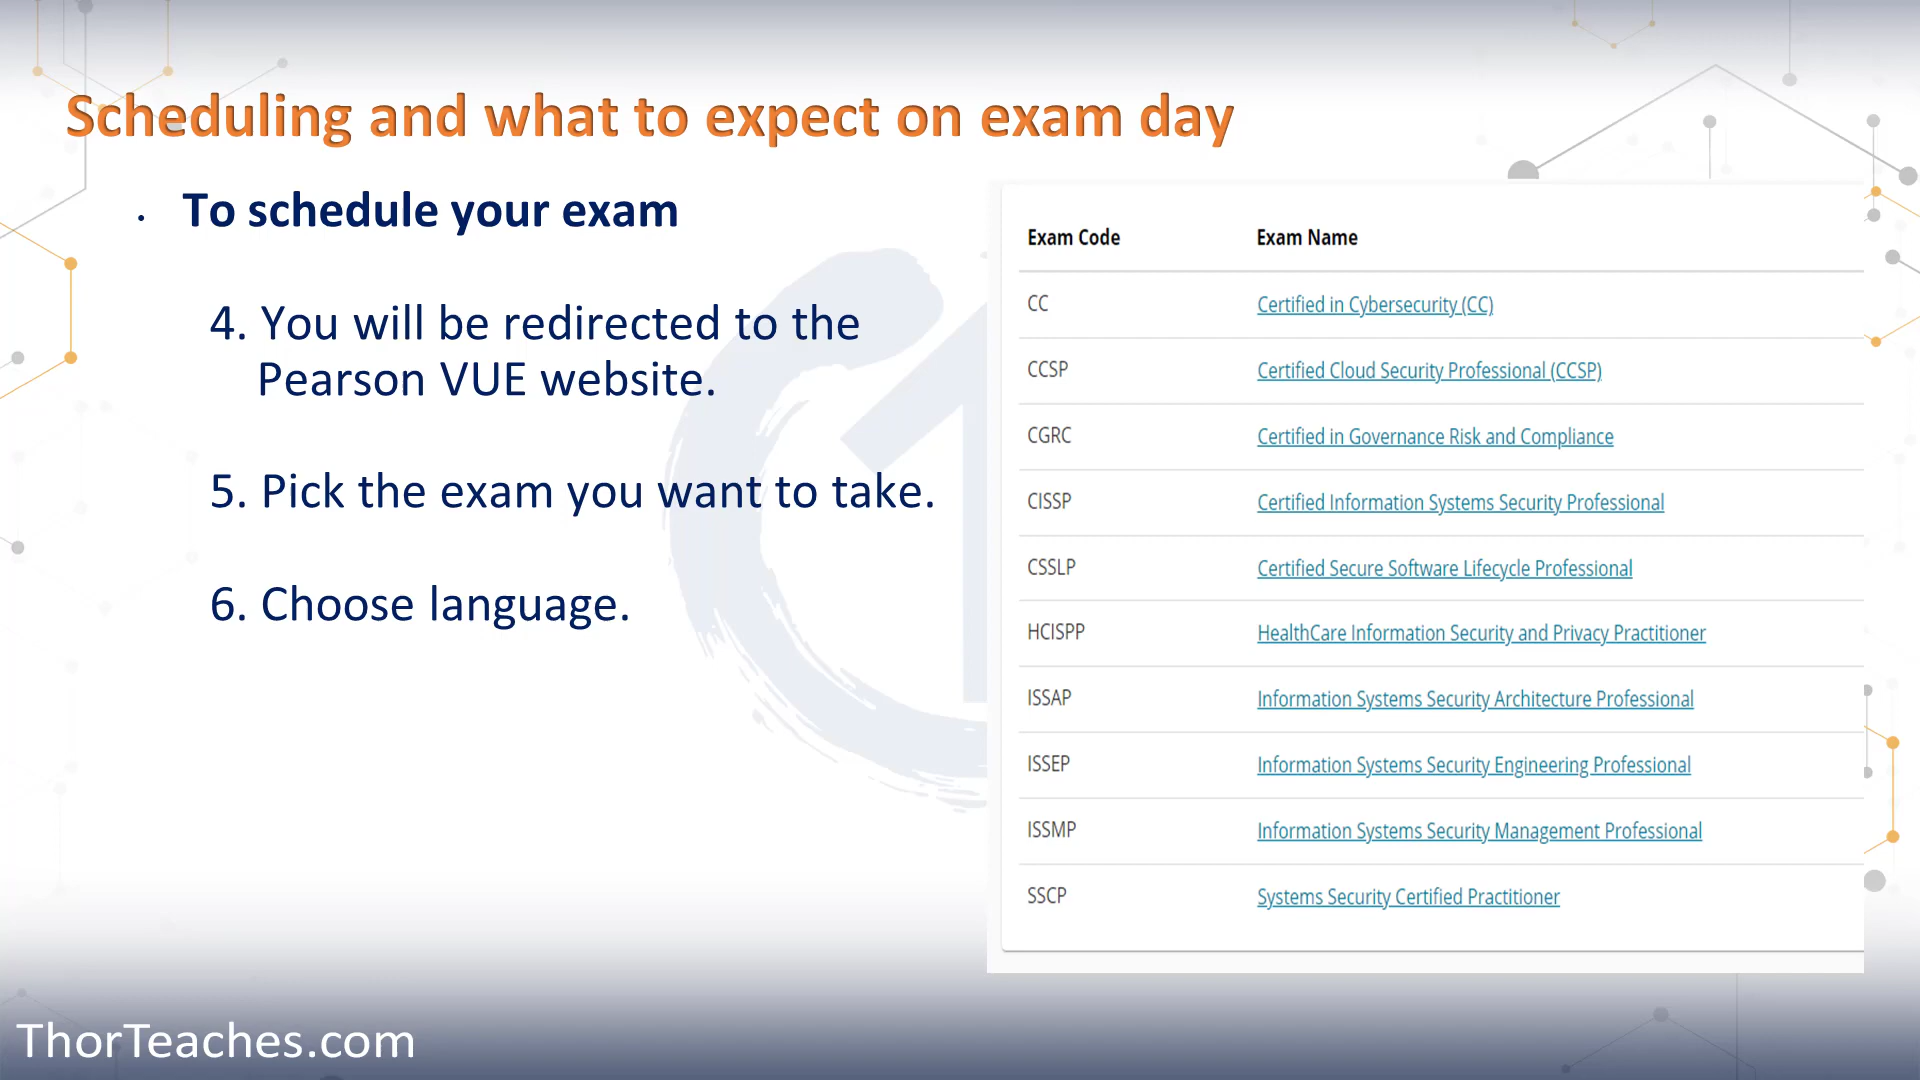 Scheduling and what to expect on exam day
• To schedule your exam
4. You will be redirected to the
Pearson VUE website.
5. Pick the exam you want to take.
6. Choose language.
Exam Code Exam Name
CC Certified in Cybersecurity (CC)
CCSP Certified Cloud Security Professional (CCSP)
CGRC Certified in Governance Risk and Compliance
CISSP Certified Information Systems Security Professional
CSSLP Certified Secure Software Lifecycle Professional
HCISPP HealthCare Information Security and Privacy Practitioner
ISSAP Information Systems Security Architecture Professional
ISSEP Information Systems Security Engineering Professional
ISSMP Information Systems Security Management Professional
SSCP Systems Security Certified Practitioner
ThorTeaches.com